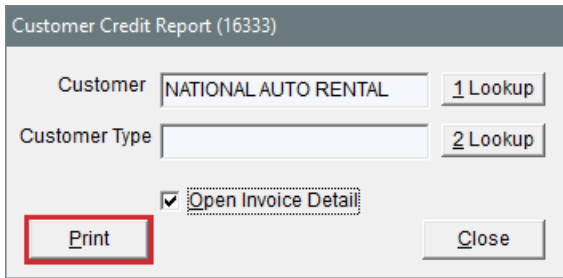 Customer Credit Report (16333)
Customer NATIONAL AUTO RENTAL 1 Lookup
Customer Type 2 Lookup
Open Invoice Detail
Print Close